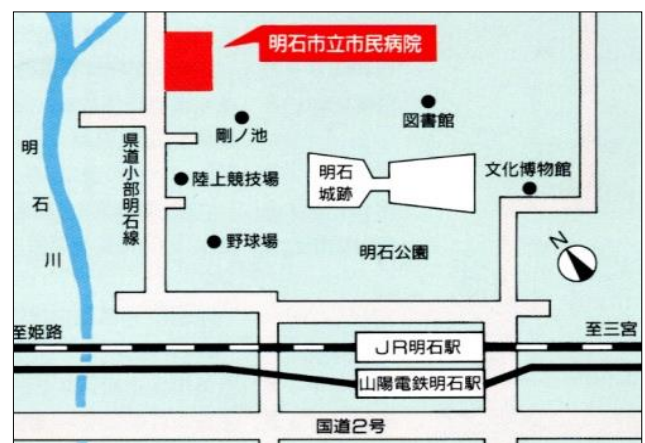 明石市立市民病院
図書館
剛ノ池
県道小部明石線
明石川
陸上競技場
明石
城跡
文化博物館
野球場
明石公園
N
至姫路
至三宮
JR明石駅
山陽電鉄明石駅
国道2号